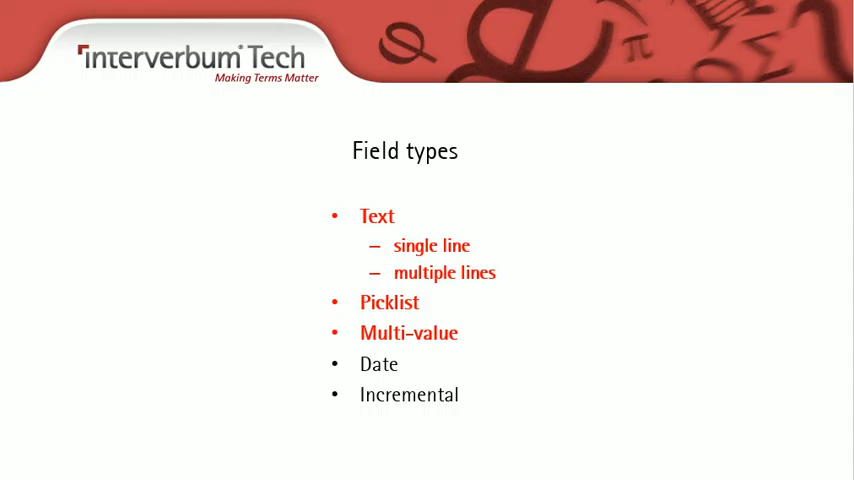 interverbum® Tech
Making Terms Matter
Field types
• Text
– single line
– multiple lines
• Picklist
• Multi-value
• Date
• Incremental